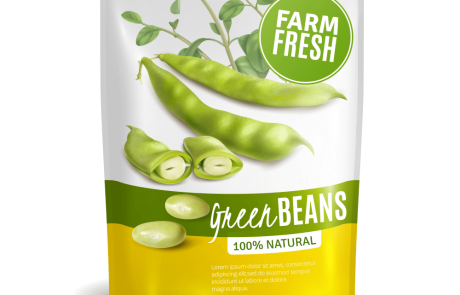 FARM
FRESH
Green BEANS
100% NATURAL
Lorem ipsum dolor sit amet, consectetur
adipiscing elit, sed do eiusmod tempor
incididunt ut labore et dolore
magna aliqua.